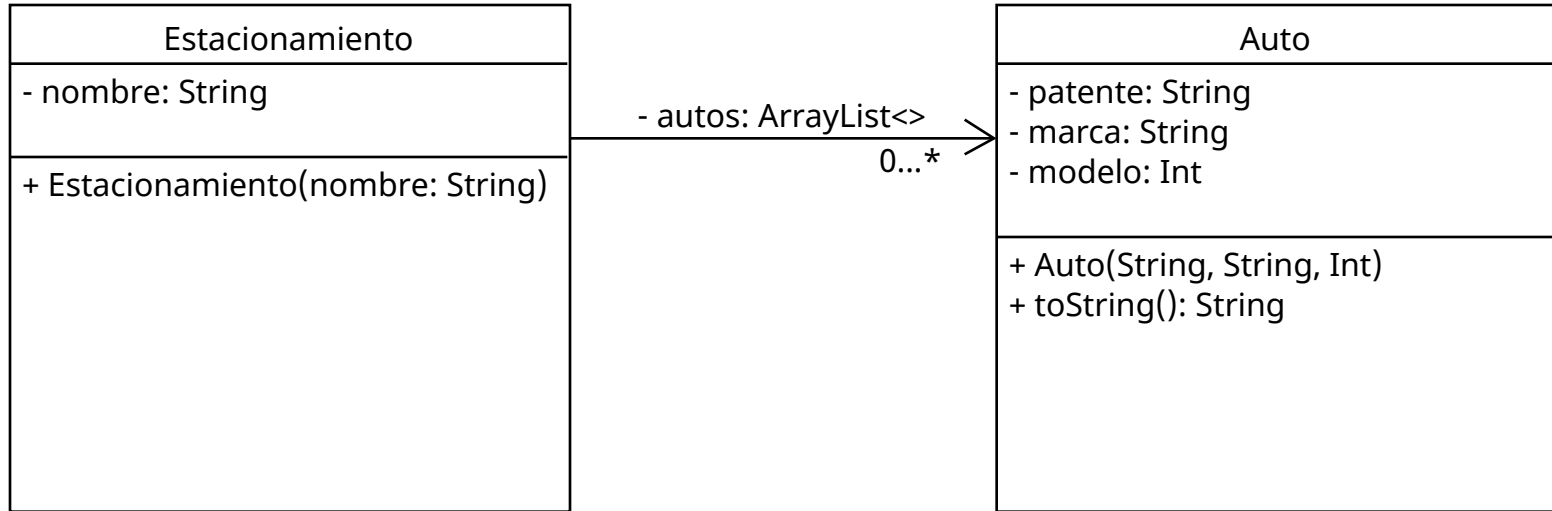 Estacionamiento
- nombre: String
+ Estacionamiento(nombre: String)
- autos: ArrayList<>
0...*
Auto
- patente: String
- marca: String
- modelo: Int
+ Auto(String, String, Int)
+ toString(): String